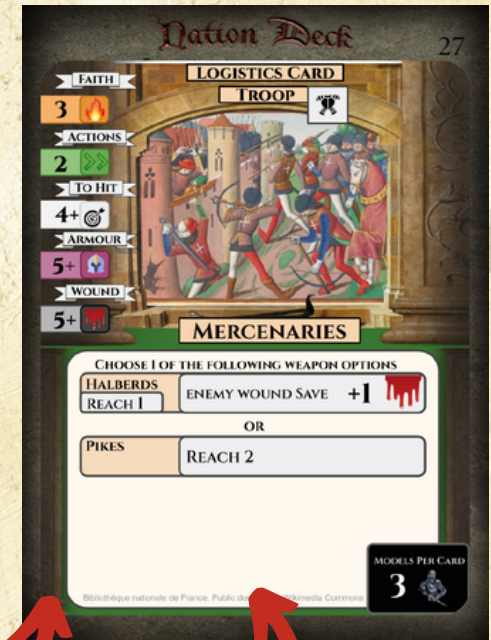 Nation Deck
27
FAITH
LOGISTICS CARD
TROOP
3
ACTIONS
2
TO HIT
4+
ARMOUR
5+
WOUND
5+
MERCENARIES
CHOOSE 1 OF THE FOLLOWING WEAPON OPTIONS
HALBERDS
REACH 1
ENEMY WOUND SAVE +1
OR
PIKES
REACH 2
MODELS PER CARD
3
Bibliothèque nationale de France. Public Wikimedia Commons